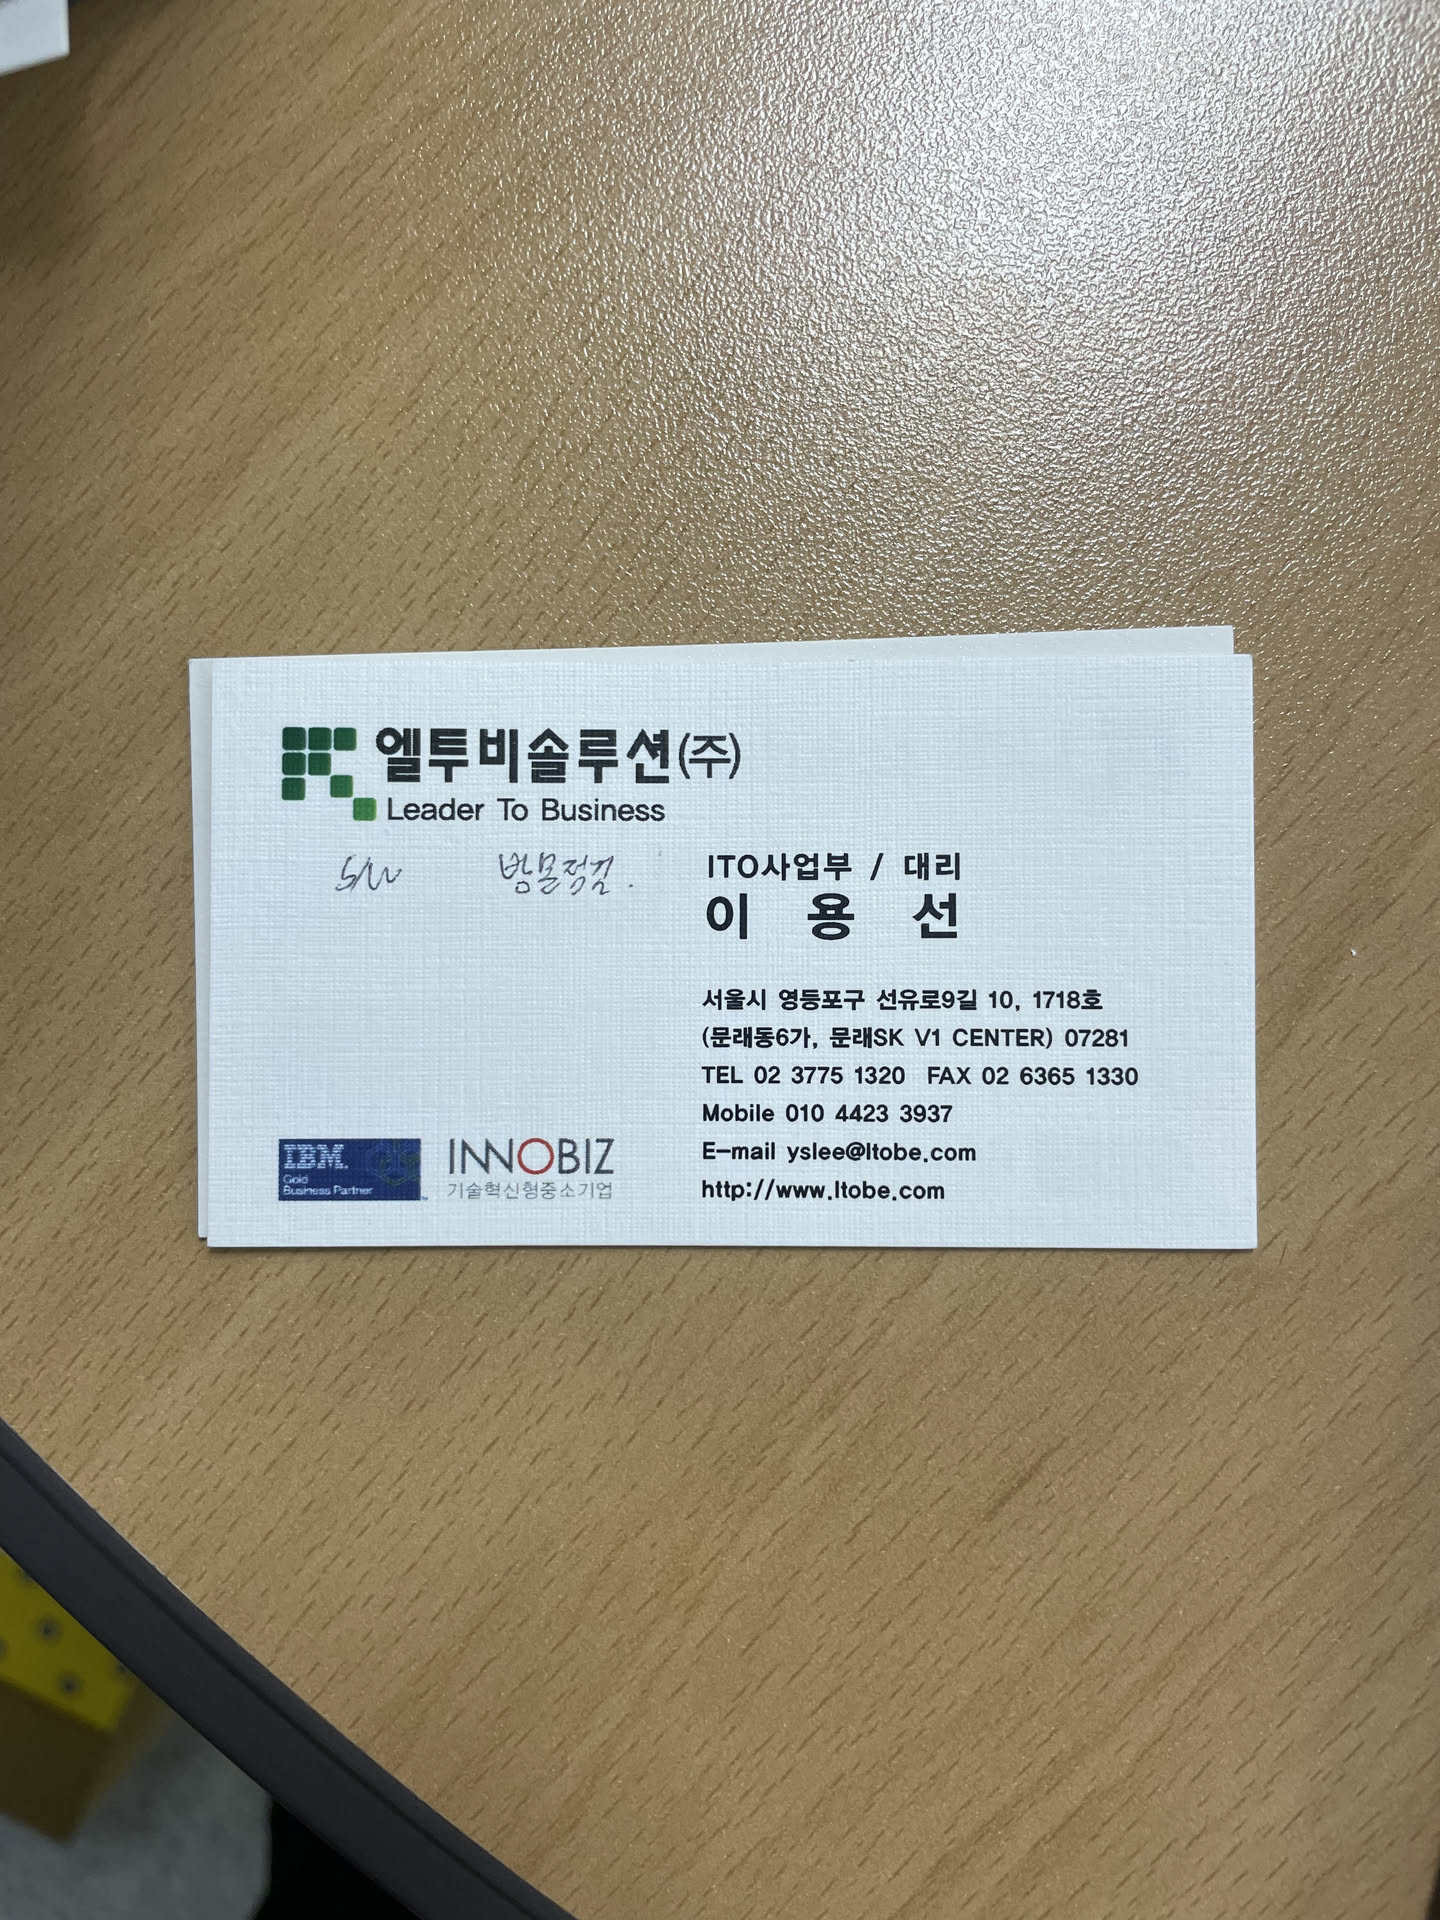 엘투비솔루션(주)
Leader To Business
S/W 방문점검.
ITO사업부 / 대리
이 용 선
서울시 영등포구 선유로9길 10, 1718호
(문래동6가, 문래SK V1 CENTER) 07281
TEL 02 3775 1320 FAX 02 6365 1330
Mobile 010 4423 3937
E-mail yslee@ltobe.com
http://www.ltobe.com
IBM.
Gold
Business Partner
INNOBIZ
기술혁신형중소기업